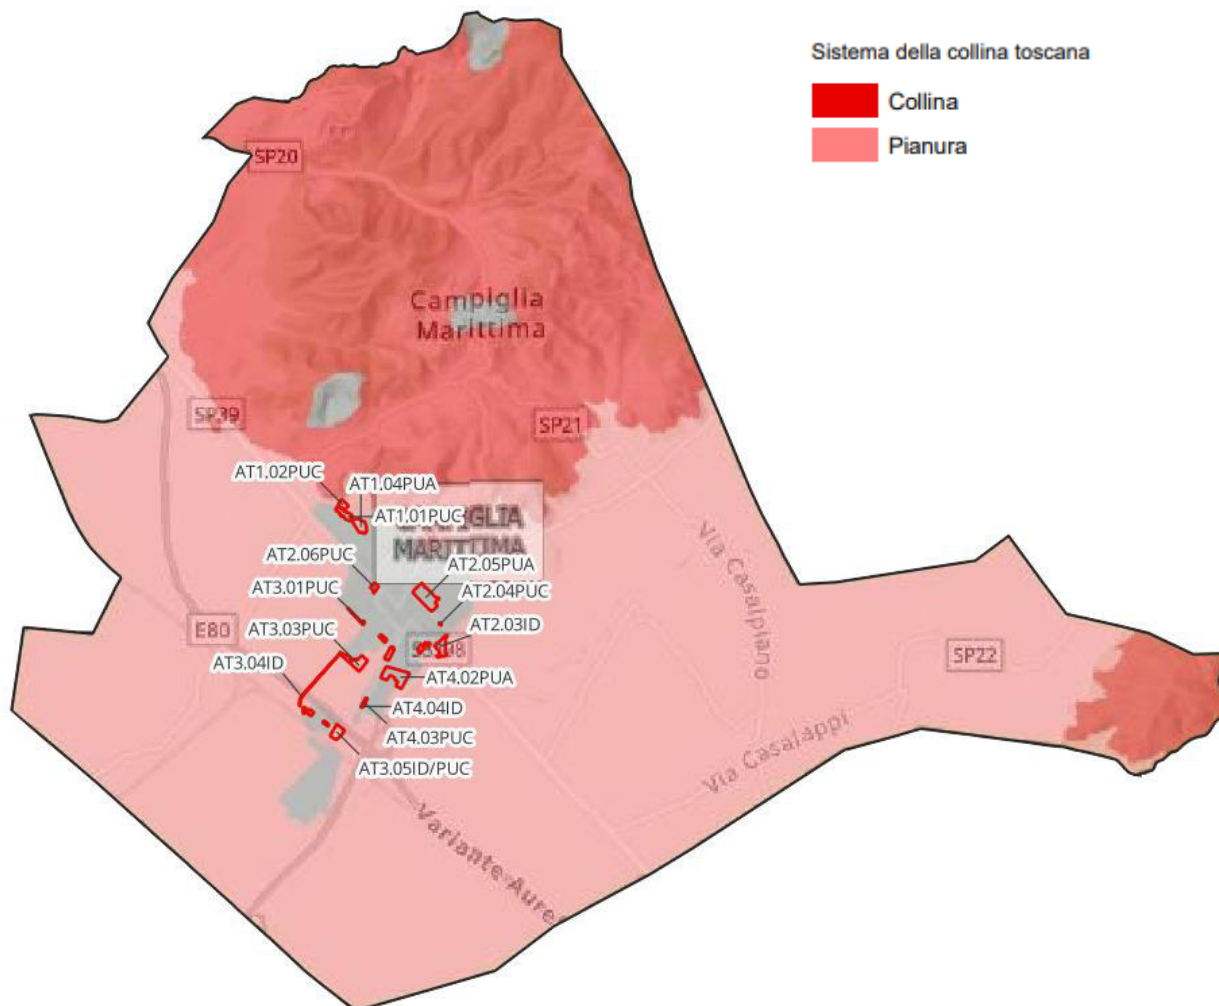 Sistema della collina toscana
Collina
Pianura
SP20
Campiglia
Marittima
SP39
SP21
AT1.02PUC
AT1.04PUA
AT1.01PUC
MARITTIMA
AT2.06PUC
AT2.05PUA
AT3.01PUC
AT2.04PUC
E80
AT2.03ID
AT3.03PUC
AT3.04ID
AT4.02PUA
SP22
Via Casalpiano
AT4.04ID
AT4.03PUC
AT3.05ID/PUC
Via Casalappi
Variante Aure